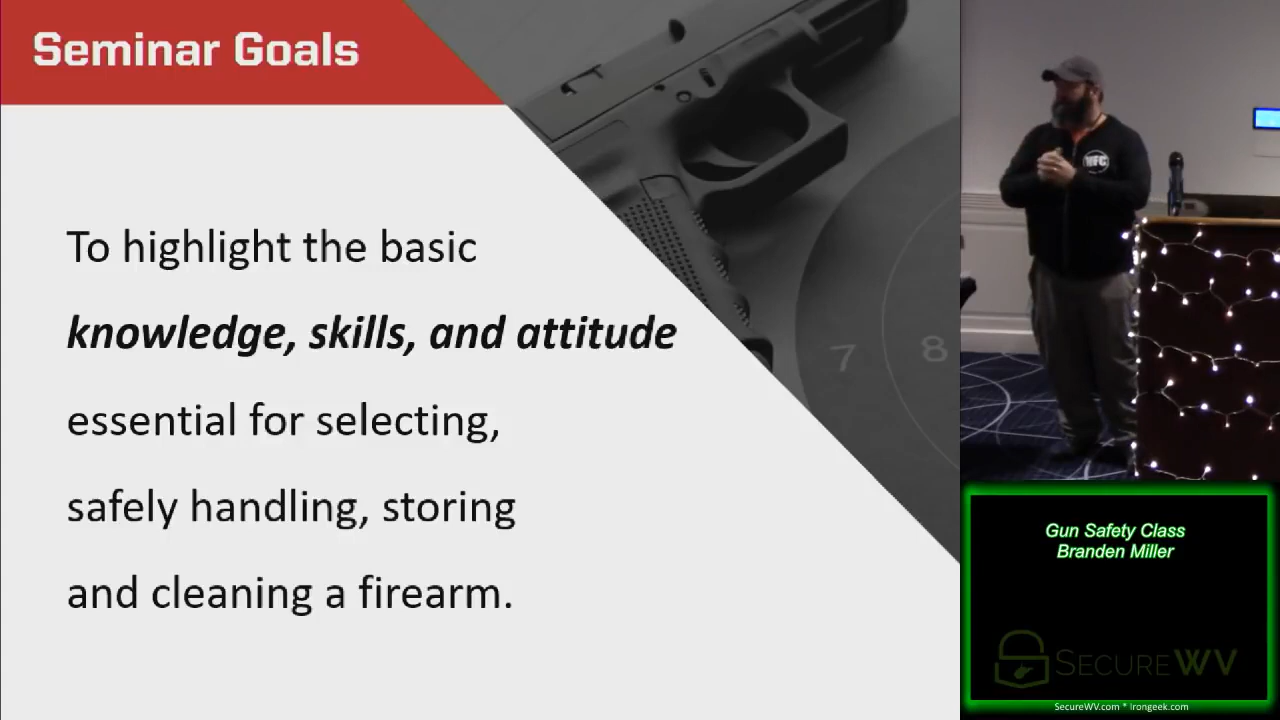 Seminar Goals
To highlight the basic
knowledge, skills, and attitude
essential for selecting,
safely handling, storing
and cleaning a firearm.
7 8
Gun Safety Class
Branden Miller
SECUREWV
SecureWV.com * Irongeek.com